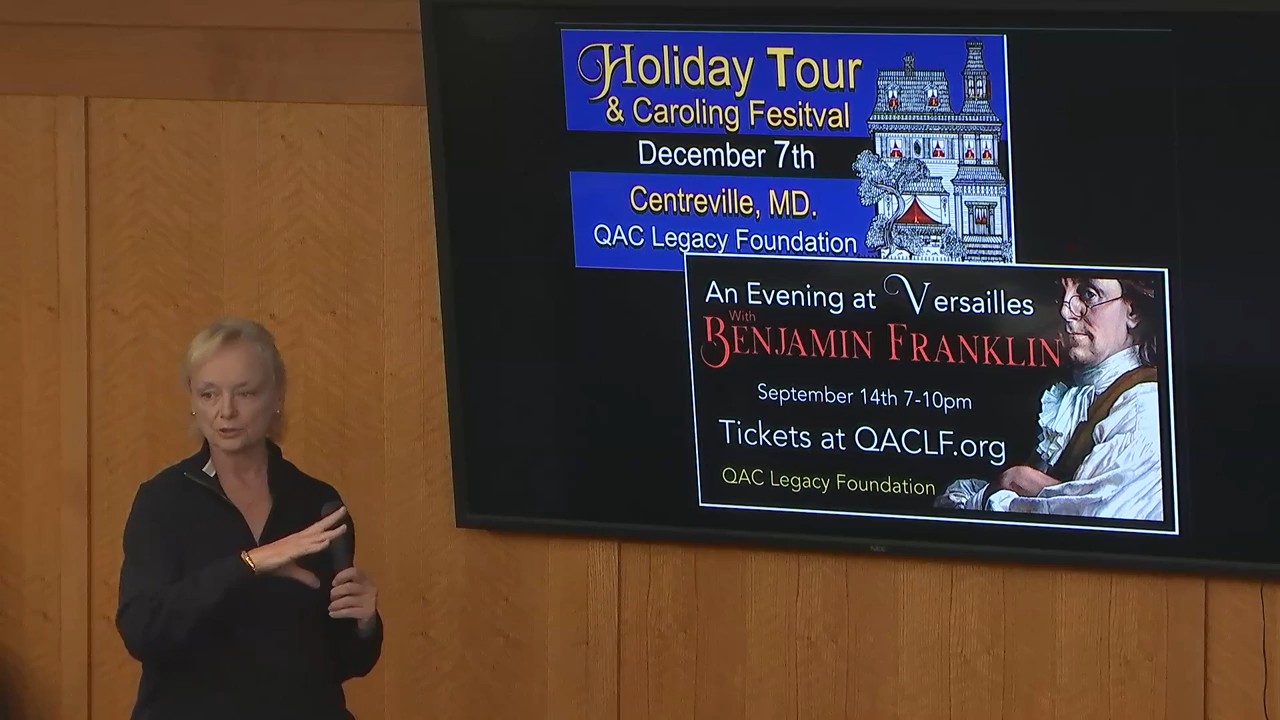 Holiday Tour
& Caroling Fesitval
December 7th
Centreville, MD.
QAC Legacy Foundation
An Evening at Versailles
With
BENJAMIN FRANKLIN
September 14th 7-10pm
Tickets at QACLF.org
QAC Legacy Foundation